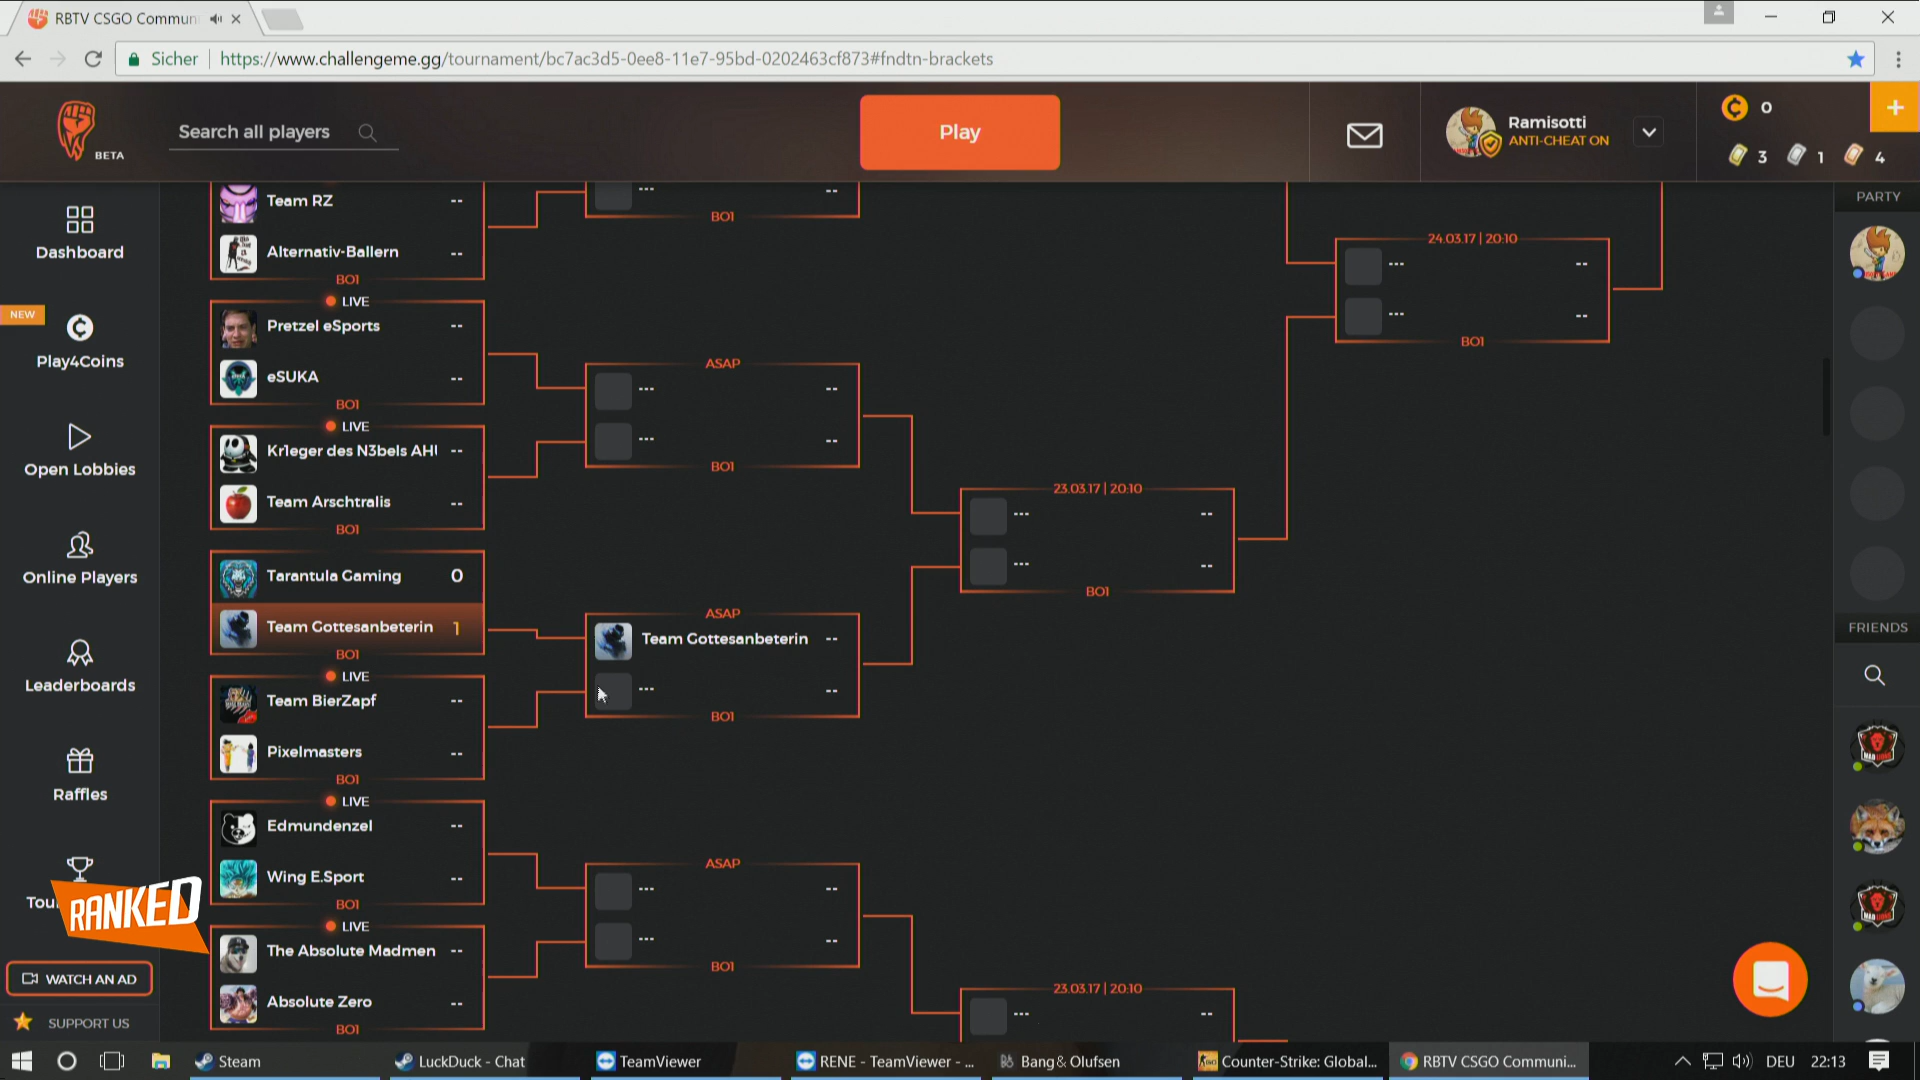 RBTV CSGO Commun
Sicher https://www.challengeme.gg/tournament/bc7ac3d5-0ee8-11e7-95bd-0202463cf873#fndtn-brackets
BETA
Search all players
Play
Ramisotti
ANTI-CHEAT ON
0
3 1 4
Dashboard
NEW
Play4Coins
Open Lobbies
Online Players
Leaderboards
Raffles
Tou
RANKED
WATCH AN AD
SUPPORT US
Team RZ --
Alternativ-Ballern --
BO1
LIVE
Pretzel eSports --
eSUKA --
BO1
LIVE
Kr1eger des N3bels AH --
Team Arschtralis --
BO1
Tarantula Gaming 0
Team Gottesanbeterin 1
BO1
LIVE
Team BierZapf --
Pixelmasters --
BO1
LIVE
Edmundenzel --
Wing E.Sport --
BO1
LIVE
The Absolute Madmen --
Absolute Zero --
BO1
--- --
BO1
ASAP
--- --
--- --
BO1
ASAP
Team Gottesanbeterin --
--- --
BO1
ASAP
--- --
--- --
BO1
23.03.17 | 20:10
--- --
--- --
BO1
23.03.17 | 20:10
--- --
24.03.17 | 20:10
--- --
--- --
BO1
PARTY
FRIENDS
Steam
LuckDuck - Chat
TeamViewer
RENE - TeamViewer - ...
Bang & Olufsen
Counter-Strike: Global...
RBTV CSGO Communi...
DEU
22:13